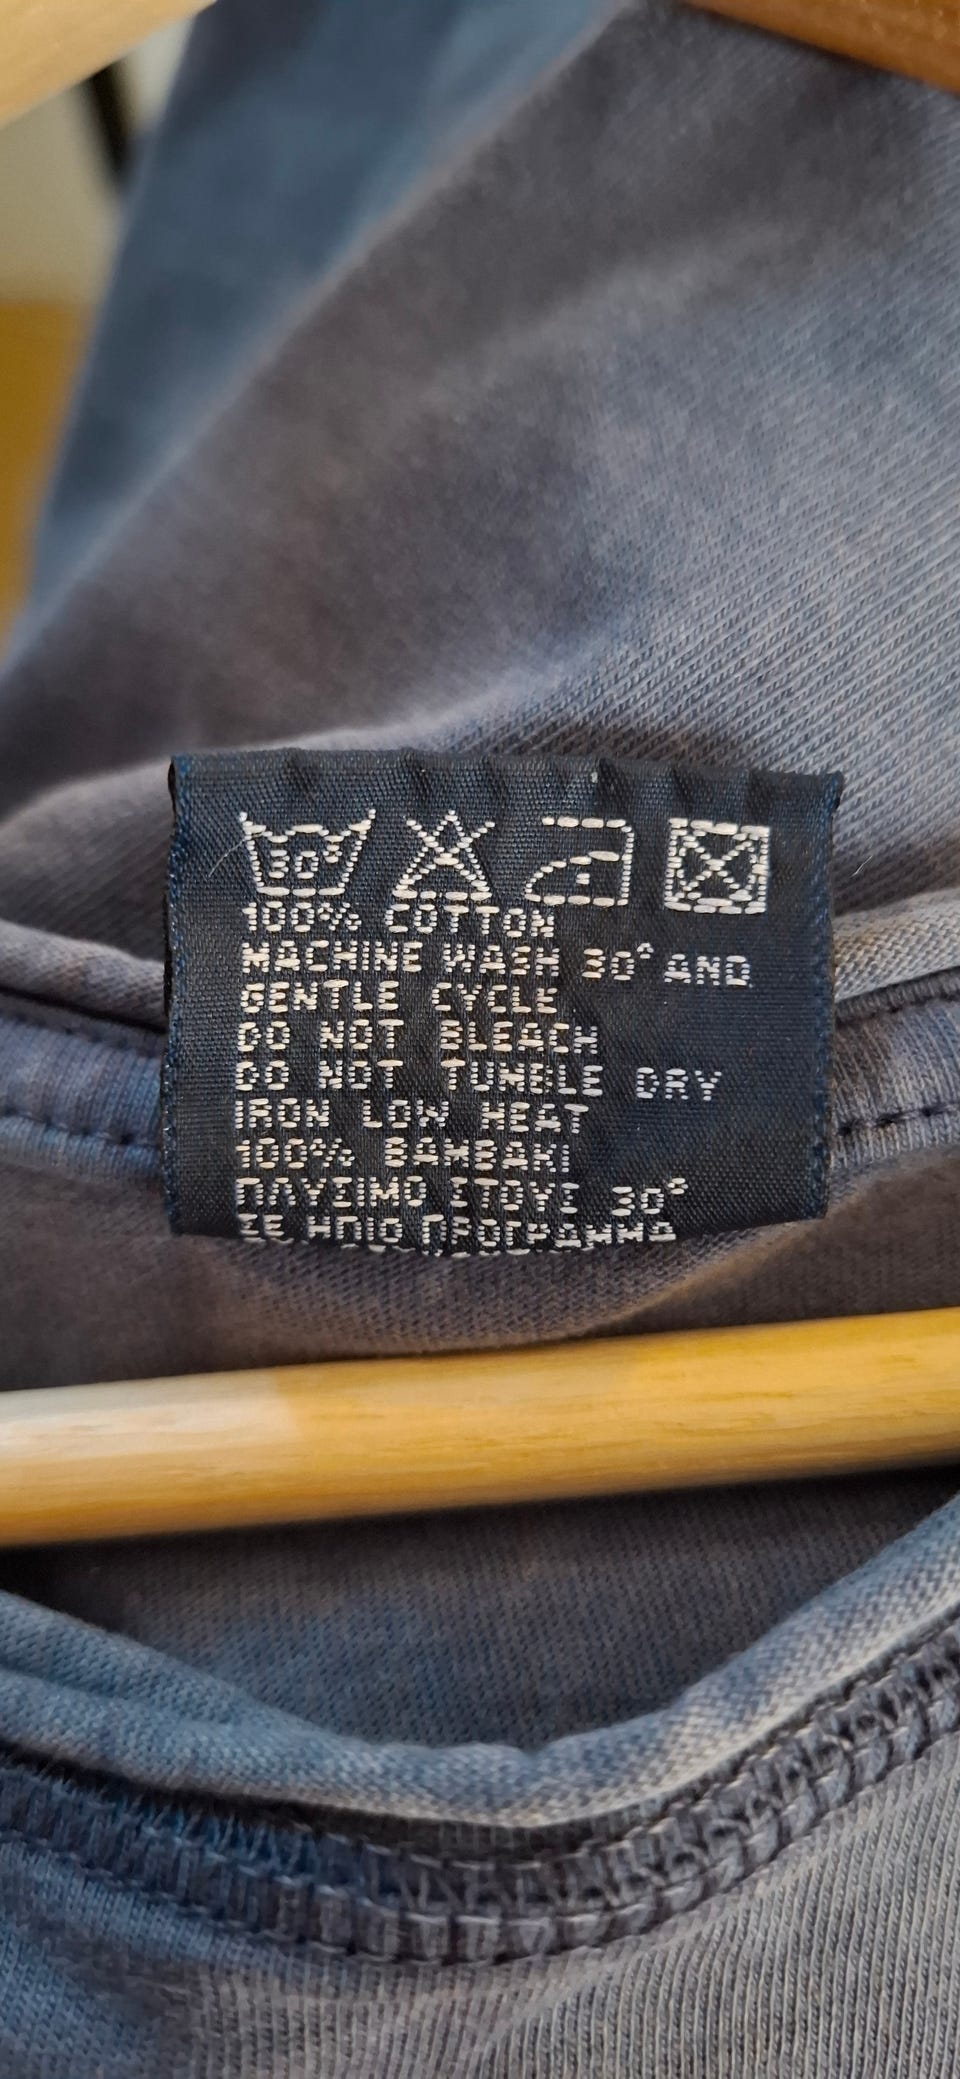 30°
100% COTTON
MACHINE WASH 30° AND
GENTLE CYCLE
DO NOT BLEACH
DO NOT TUMBLE DRY
IRON LOW HEAT
100% ΒΑΜΒΑΚΙ
ΠΛΥΣΙΜΟ ΣΤΟΥΣ 30°
ΣΕ ΗΠΙΟ ΠΡΟΓΡΑΜΜΑ